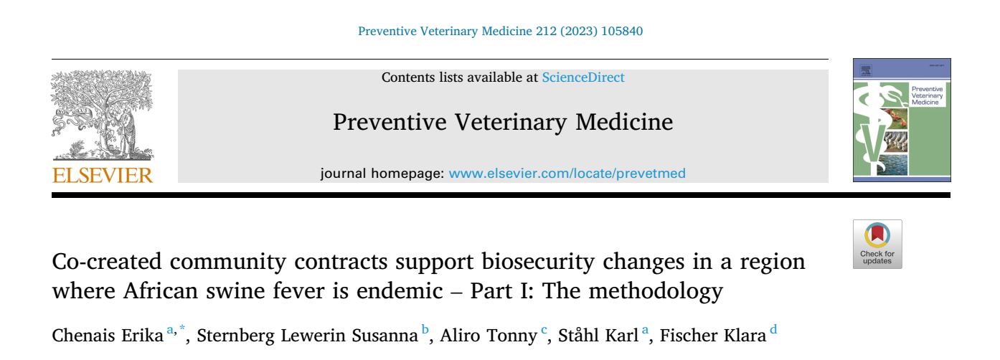 Preventive Veterinary Medicine 212 (2023) 105840
Contents lists available at ScienceDirect
Preventive Veterinary Medicine
journal homepage: www.elsevier.com/locate/prevetmed
NON SOLUS
ELSEVIER
Preventive
Veterinary
Medicine
Check for
updates
Co-created community contracts support biosecurity changes in a region
where African swine fever is endemic – Part I: The methodology
Chenais Erika a,*, Sternberg Lewerin Susanna b, Aliro Tonny c, Ståhl Karl a, Fischer Klara d